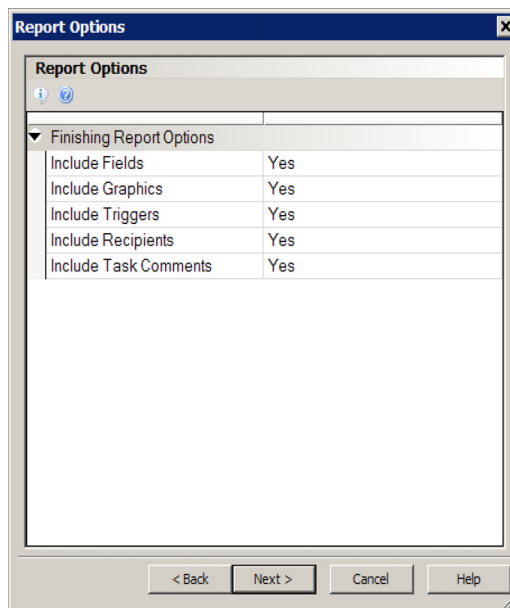 Report Options
Report Options
Finishing Report Options
Include Fields Yes
Include Graphics Yes
Include Triggers Yes
Include Recipients Yes
Include Task Comments Yes
< Back Next > Cancel Help